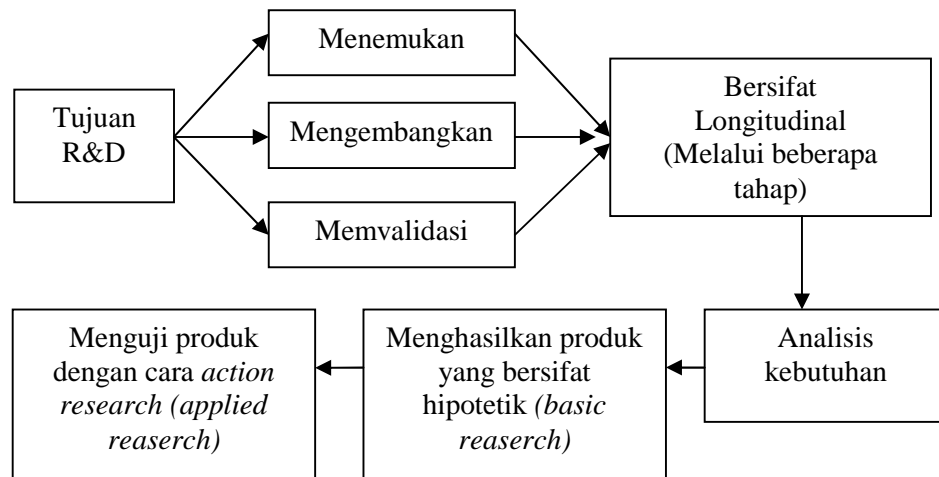 Tujuan
R&D
Menemukan
Mengembangkan
Memvalidasi
Bersifat
Longitudinal
(Melalui beberapa
tahap)
Analisis
kebutuhan
Menghasilkan produk
yang bersifat
hipotetik (basic
reaserch)
Menguji produk
dengan cara action
research (applied
reaserch)